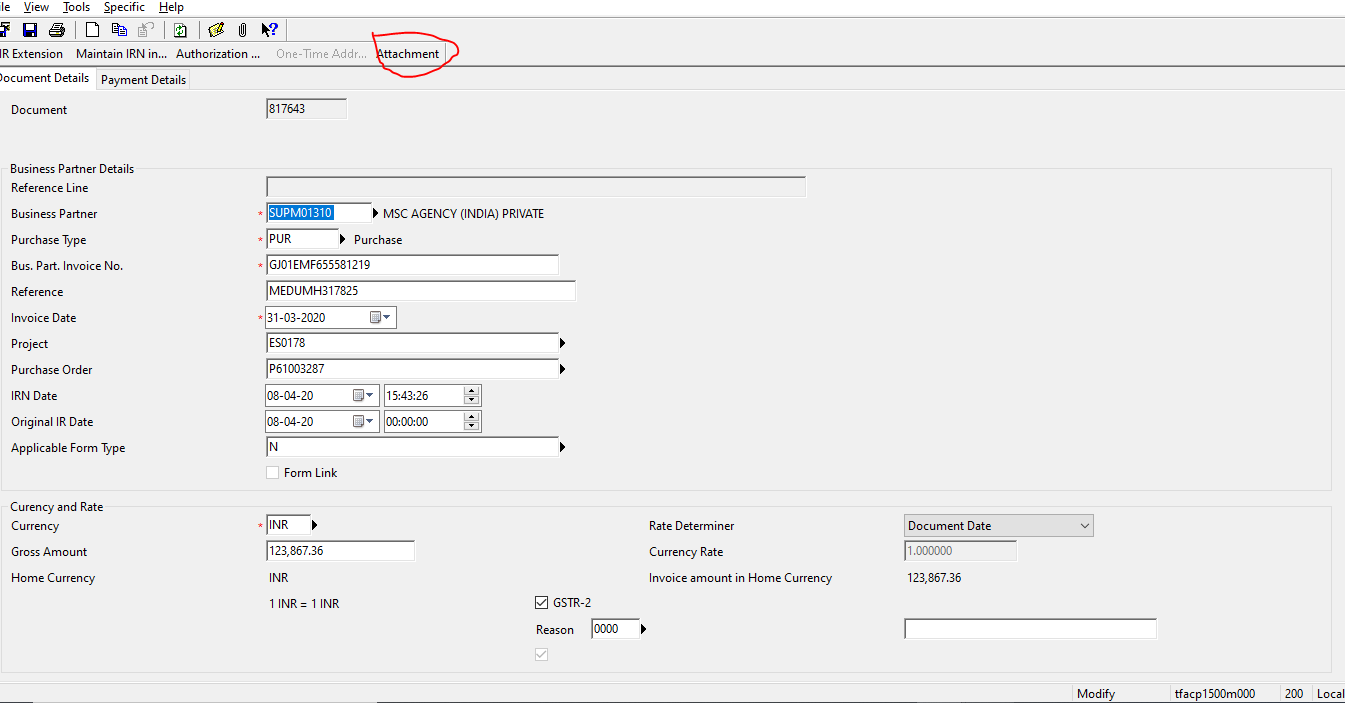 ile View Tools Specific Help
IR Extension Maintain IRN in... Authorization ... One-Time Addr... Attachment
Document Details Payment Details
Document 817643
Business Partner Details
Reference Line
Business Partner * SUPM01310 MSC AGENCY (INDIA) PRIVATE
Purchase Type * PUR Purchase
Bus. Part. Invoice No. * GJ01EMF655581219
Reference MEDUMH317825
Invoice Date * 31-03-2020
Project ES0178
Purchase Order P61003287
IRN Date 08-04-20 15:43:26
Original IR Date 08-04-20 00:00:00
Applicable Form Type N
Form Link
Curency and Rate
Currency * INR Rate Determiner Document Date
Gross Amount 123,867.36 Currency Rate 1.000000
Home Currency INR Invoice amount in Home Currency 123,867.36
1 INR = 1 INR GSTR-2
Reason 0000
Modify tfacp1500m000 200 Local